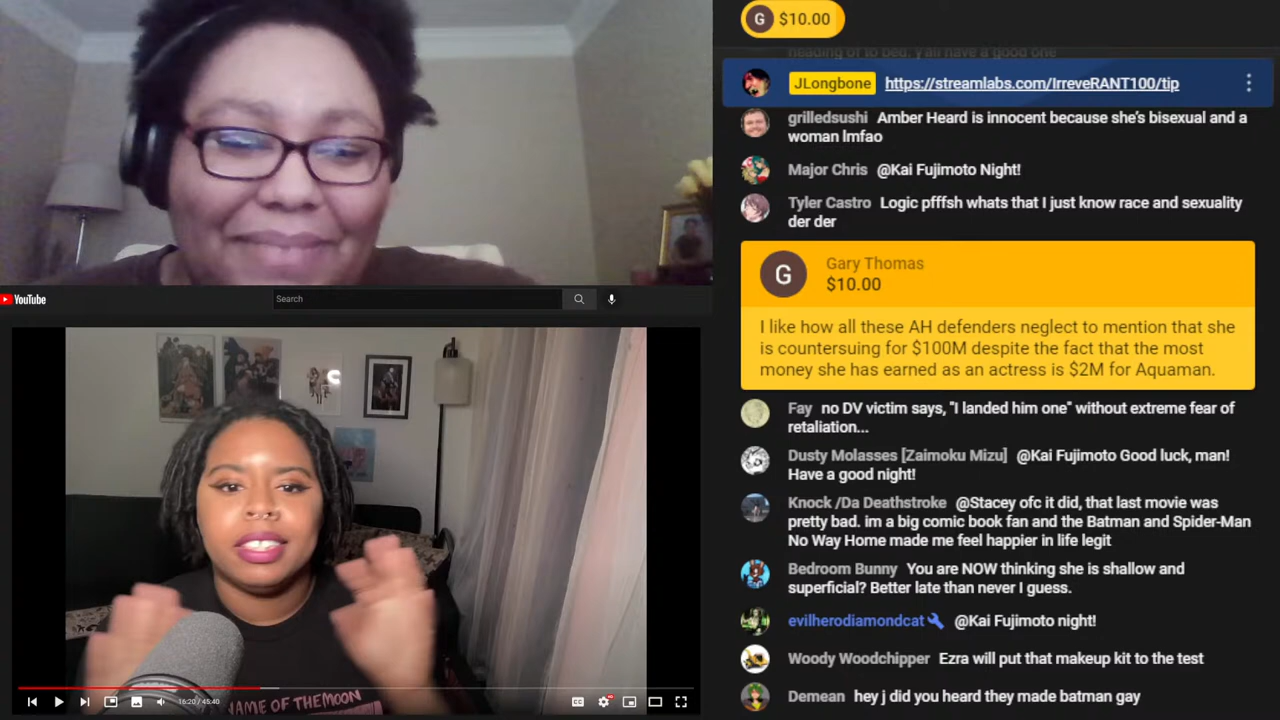 G $10.00
heading of to bed. y'all have a good one
JLongbone https://streamlabs.com/IrreveRANT100/tip
grilledsushi Amber Heard is innocent because she's bisexual and a
woman lmfao
Major Chris @Kai Fujimoto Night!
Tyler Castro Logic pfffsh whats that I just know race and sexuality
der der
G
Gary Thomas
$10.00
I like how all these AH defenders neglect to mention that she
is countersuing for $100M despite the fact that the most
money she has earned as an actress is $2M for Aquaman.
Fay no DV victim says, "I landed him one" without extreme fear of
retaliation...
Dusty Molasses [Zaimoku Mizu] @Kai Fujimoto Good luck, man!
Have a good night!
Knock /Da Deathstroke @Stacey ofc it did, that last movie was
pretty bad. im a big comic book fan and the Batman and Spider-Man
No Way Home made me feel happier in life legit
Bedroom Bunny You are NOW thinking she is shallow and
superficial? Better late than never I guess.
evilherodiamondcat @Kai Fujimoto night!
Woody Woodchipper Ezra will put that makeup kit to the test
Demean hey j did you heard they made batman gay
YouTube
Search
NAME OF THE MOON
16:20 / 45:40
CC